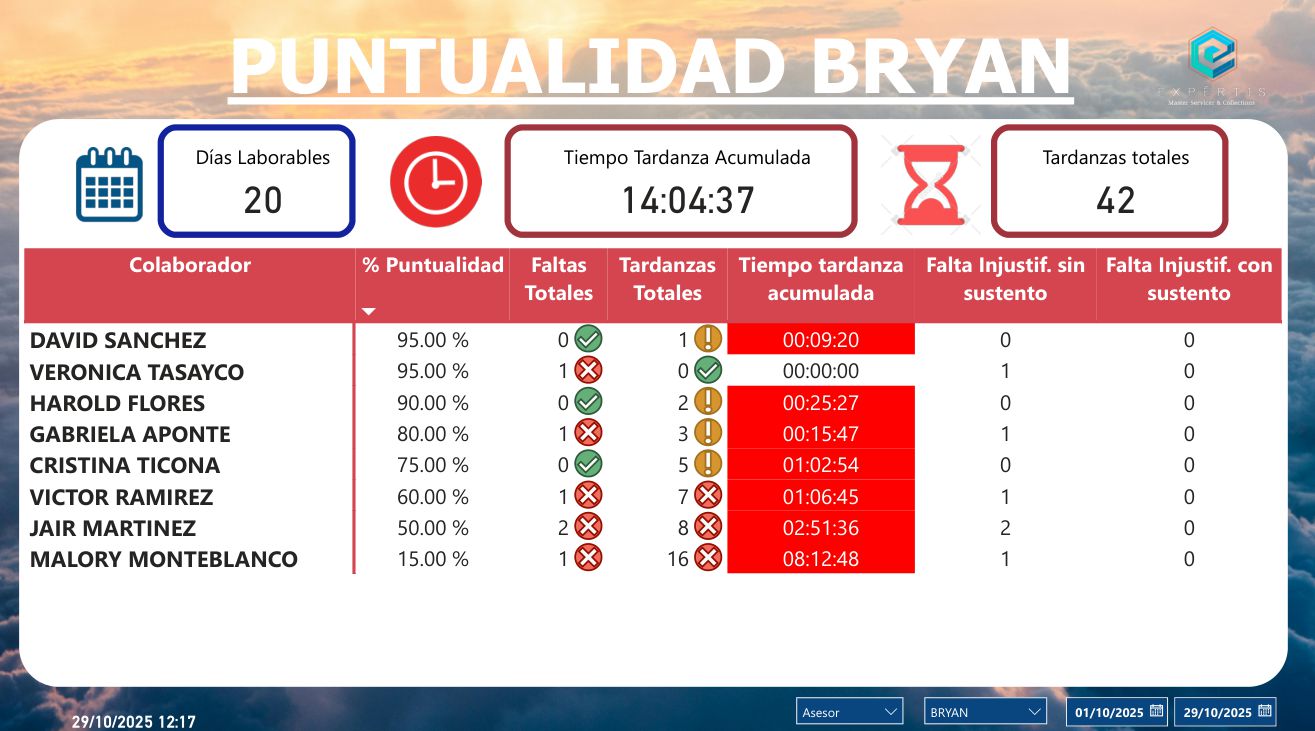 PUNTUALIDAD BRYAN
EXPERTIS
Master Servicer & Collections
Días Laborables
20
Tiempo Tardanza Acumulada
14:04:37
Tardanzas totales
42
Colaborador % Puntualidad Faltas Totales Tardanzas Totales Tiempo tardanza acumulada Falta Injustif. sin sustento Falta Injustif. con sustento
DAVID SANCHEZ 95.00 % 0 1 00:09:20 0 0
VERONICA TASAYCO 95.00 % 1 0 00:00:00 1 0
HAROLD FLORES 90.00 % 0 2 00:25:27 0 0
GABRIELA APONTE 80.00 % 1 3 00:15:47 1 0
CRISTINA TICONA 75.00 % 0 5 01:02:54 0 0
VICTOR RAMIREZ 60.00 % 1 7 01:06:45 1 0
JAIR MARTINEZ 50.00 % 2 8 02:51:36 2 0
MALORY MONTEBLANCO 15.00 % 1 16 08:12:48 1 0
29/10/2025 12:17
Asesor
BRYAN
01/10/2025
29/10/2025